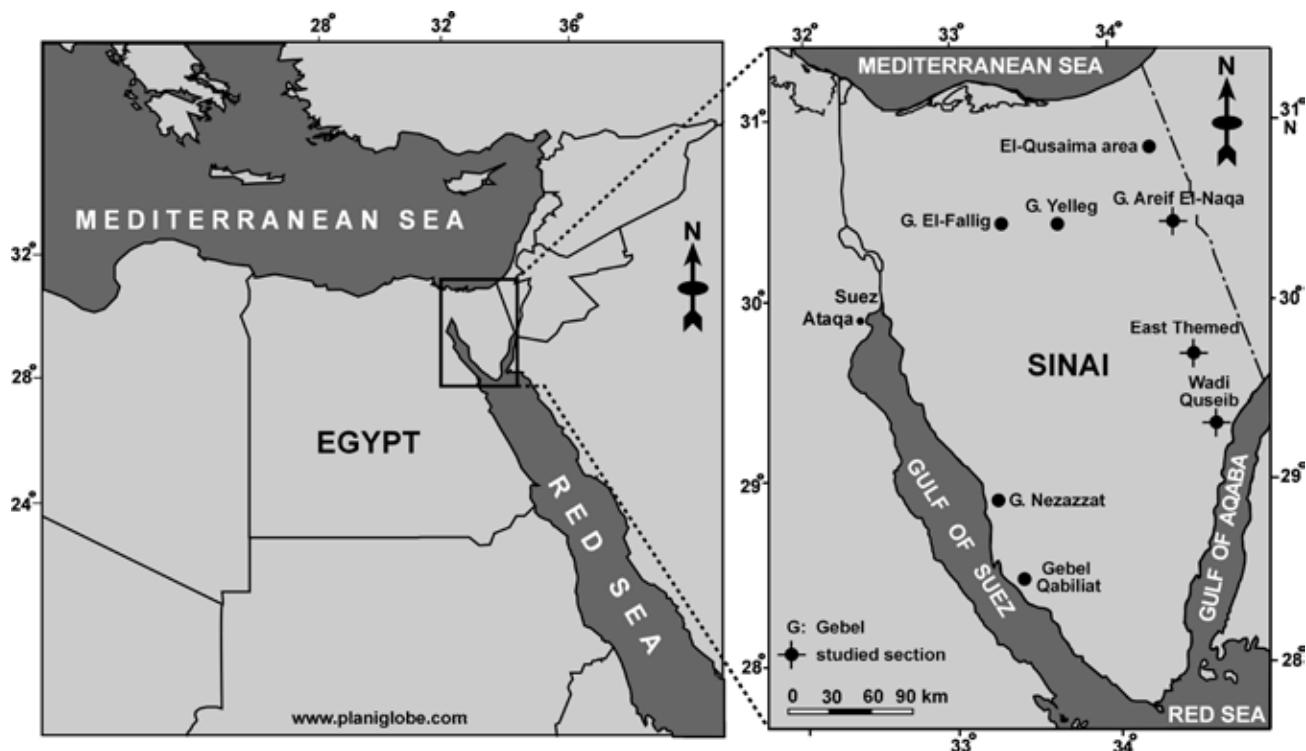 28°
32°
36°
32°
28°
24°
MEDITERRANEAN SEA
N
EGYPT
RED SEA
www.planiglobe.com
32°
33°
34°
MEDITERRANEAN SEA
N
31°
31°
N
El-Qusaima area
G. Areif El-Naqa
G. Yelleg
G. El-Fallig
30°
30°
Suez
Ataqa
East Themed
SINAI
Wadi
Quseib
29°
29°
G. Nezazzat
GULF OF SUEZ
GULF OF AQABA
Gebel
Qabiliat
G: Gebel
studied section
28°
28°
0 30 60 90 km
RED SEA
33°
34°